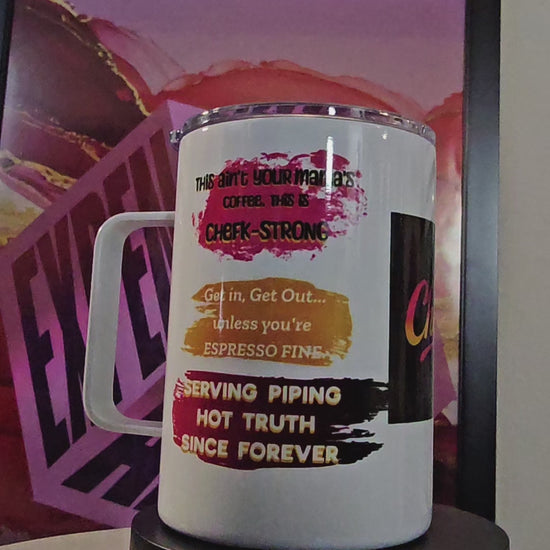 THIS ain't YOUR MAMA'S
COFFEE. THIS IS
CHEFK-STRONG
Get in, Get Out...
unless you're
ESPRESSO FINE.
SERVING PIPING
HOT TRUTH
SINCE FOREVER